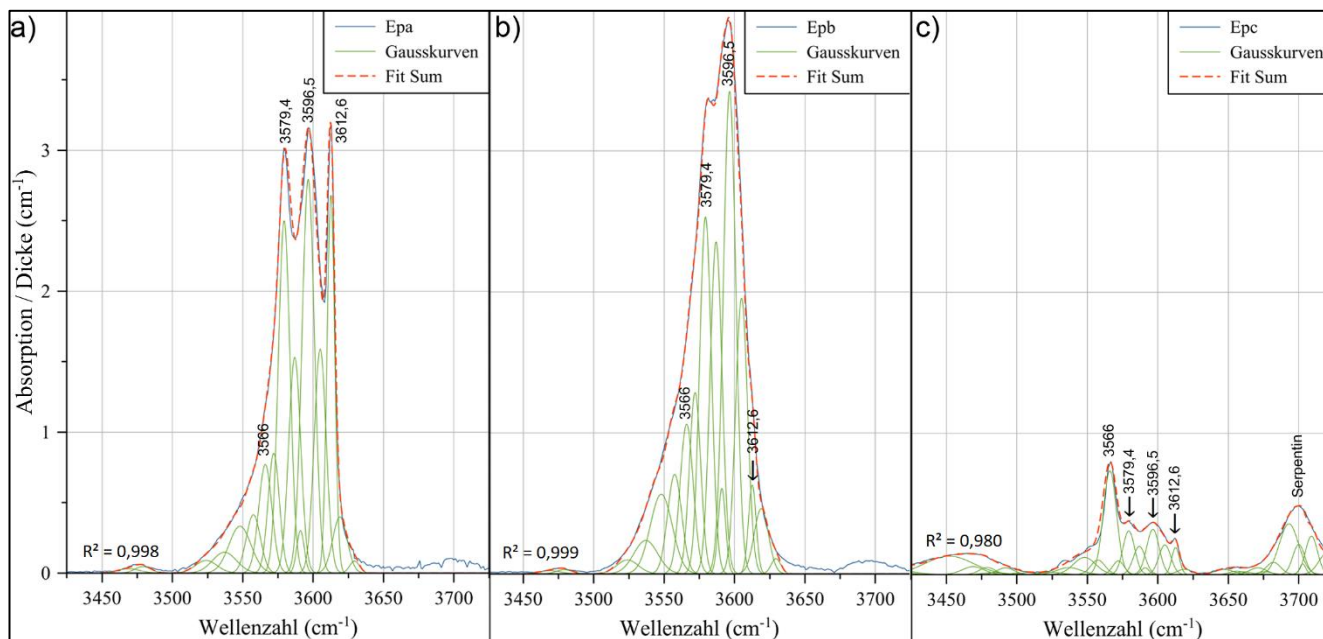 a)
Epa
Gausskurven
Fit Sum
3579,4
3596,5
3612,6
3566
R² = 0,998
3
2
1
0
Absorption / Dicke (cm⁻¹)
3450 3500 3550 3600 3650 3700
Wellenzahl (cm⁻¹)
b)
Epb
Gausskurven
Fit Sum
3596,5
3579,4
3566
3612,6
R² = 0,999
3450 3500 3550 3600 3650 3700
Wellenzahl (cm⁻¹)
c)
Epc
Gausskurven
Fit Sum
3566
3579,4
3596,5
3612,6
Serpentin
R² = 0,980
3450 3500 3550 3600 3650 3700
Wellenzahl (cm⁻¹)